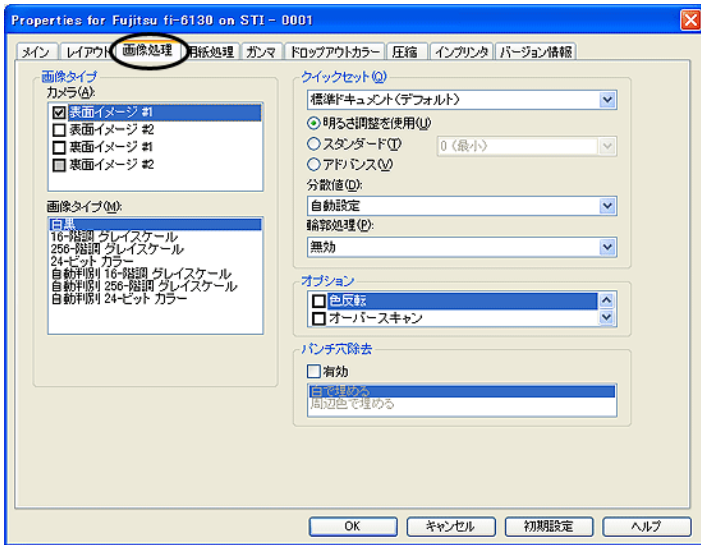 Properties for Fujitsu fi-6130 on STI - 0001
メイン レイアウト 画像処理 用紙処理 ガンマ ドロップアウトカラー 圧縮 インプリンタ バージョン情報
画像タイプ
カメラ(A):
表面イメージ #1
表面イメージ #2
裏面イメージ #1
裏面イメージ #2
画像タイプ(M):
白黒
16-階調 グレイスケール
256-階調 グレイスケール
24-ビット カラー
自動判別 16-階調 グレイスケール
自動判別 256-階調 グレイスケール
自動判別 24-ビット カラー
クイックセット(Q)
標準ドキュメント(デフォルト)
明るさ調整を使用(U)
スタンダード(T) 0 (最小)
アドバンス(V)
分散値(D):
自動設定
輪郭処理(P):
無効
オプション
色反転
オーバースキャン
パンチ穴除去
有効
白で埋める
周辺色で埋める
OK キャンセル 初期設定 ヘルプ